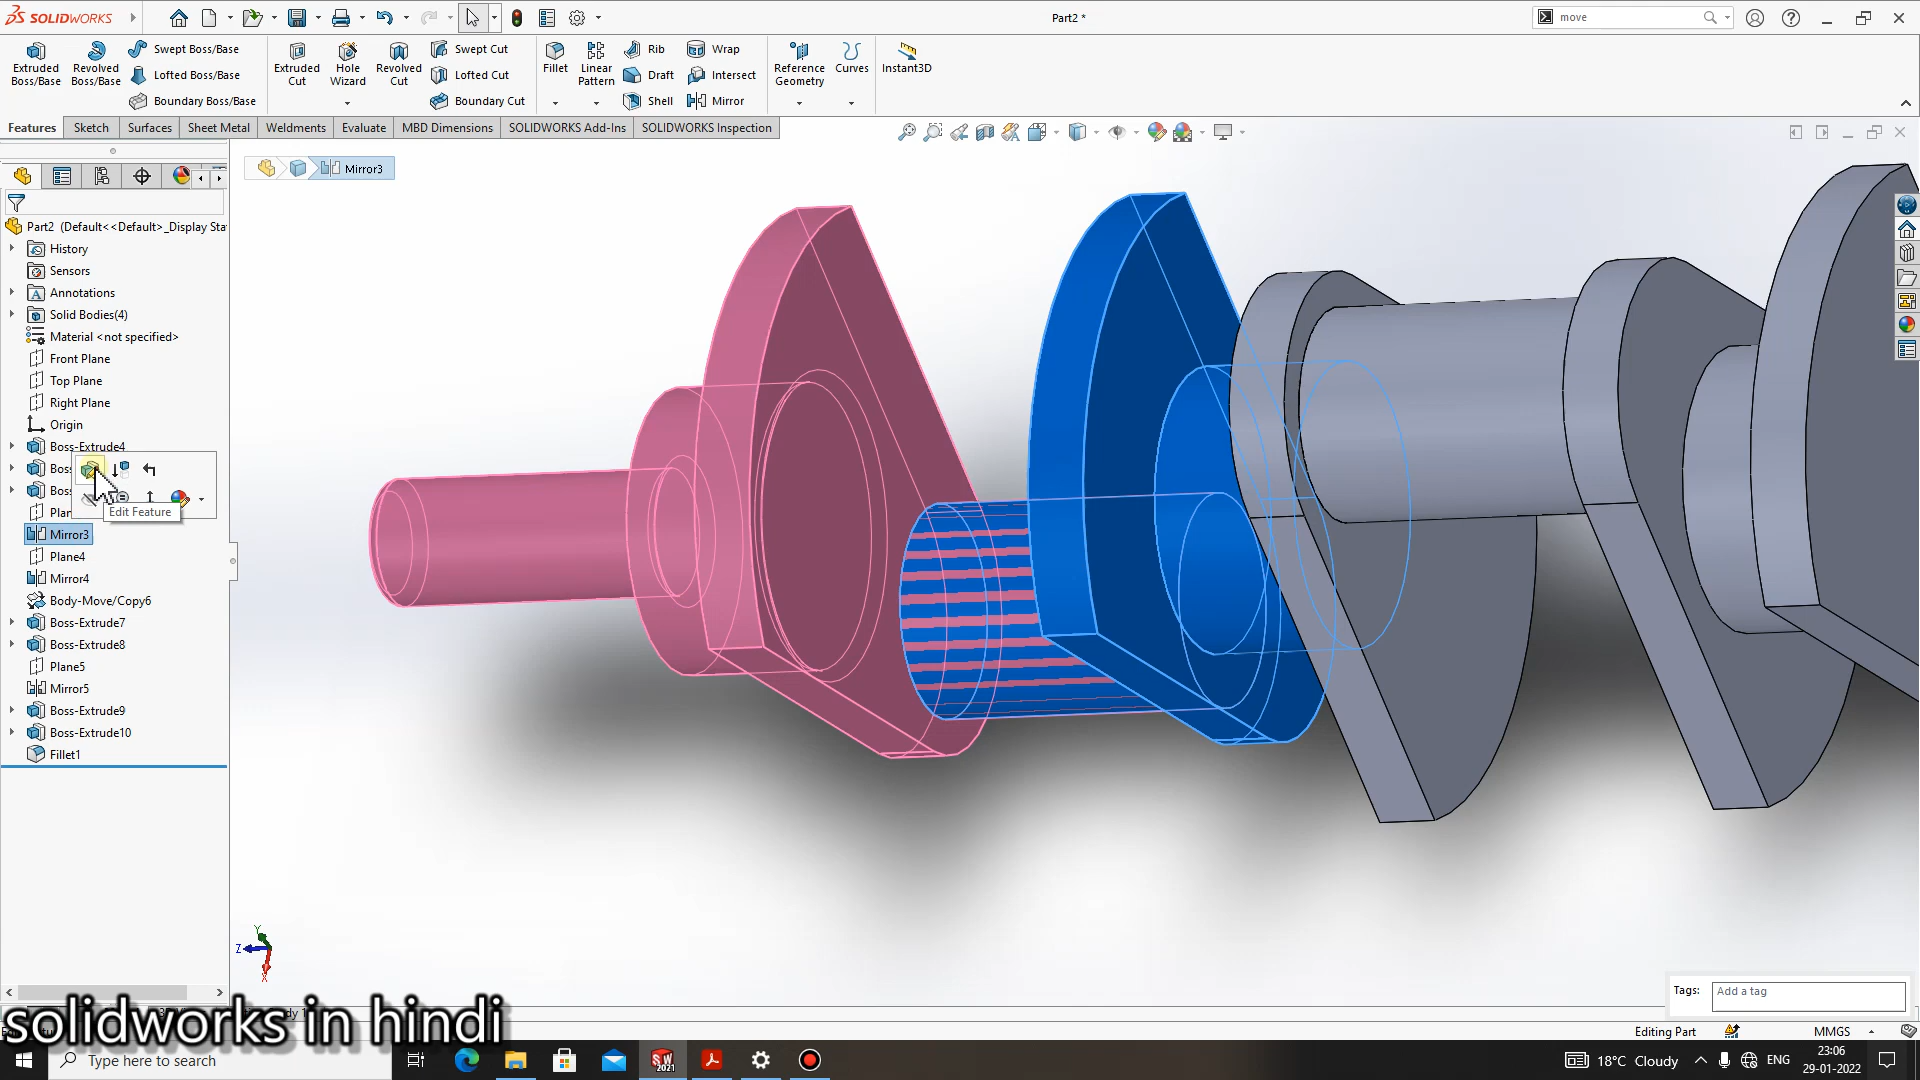 SOLIDWORKS
Part2 *
move
Extruded Boss/Base
Revolved Boss/Base
Swept Boss/Base
Lofted Boss/Base
Boundary Boss/Base
Extruded Cut
Hole Wizard
Revolved Cut
Swept Cut
Lofted Cut
Boundary Cut
Fillet
Linear Pattern
Rib
Draft
Shell
Wrap
Intersect
Mirror
Reference Geometry
Curves
Instant3D
Features
Sketch
Surfaces
Sheet Metal
Weldments
Evaluate
MBD Dimensions
SOLIDWORKS Add-Ins
SOLIDWORKS Inspection
Mirror3
Part2 (Default<<Default>_Display Sta
History
Sensors
Annotations
Solid Bodies(4)
Material <not specified>
Front Plane
Top Plane
Right Plane
Origin
Boss-Extrude4
Boss
Boss
Plan
Edit Feature
Mirror3
Plane4
Mirror4
Body-Move/Copy6
Boss-Extrude7
Boss-Extrude8
Plane5
Mirror5
Boss-Extrude9
Boss-Extrude10
Fillet1
Y
Z
X
Tags:
Add a tag
solidworks in hindi
Editing Part
MMGS
Type here to search
SW
2021
18°C Cloudy
ENG
23:06
29-01-2022